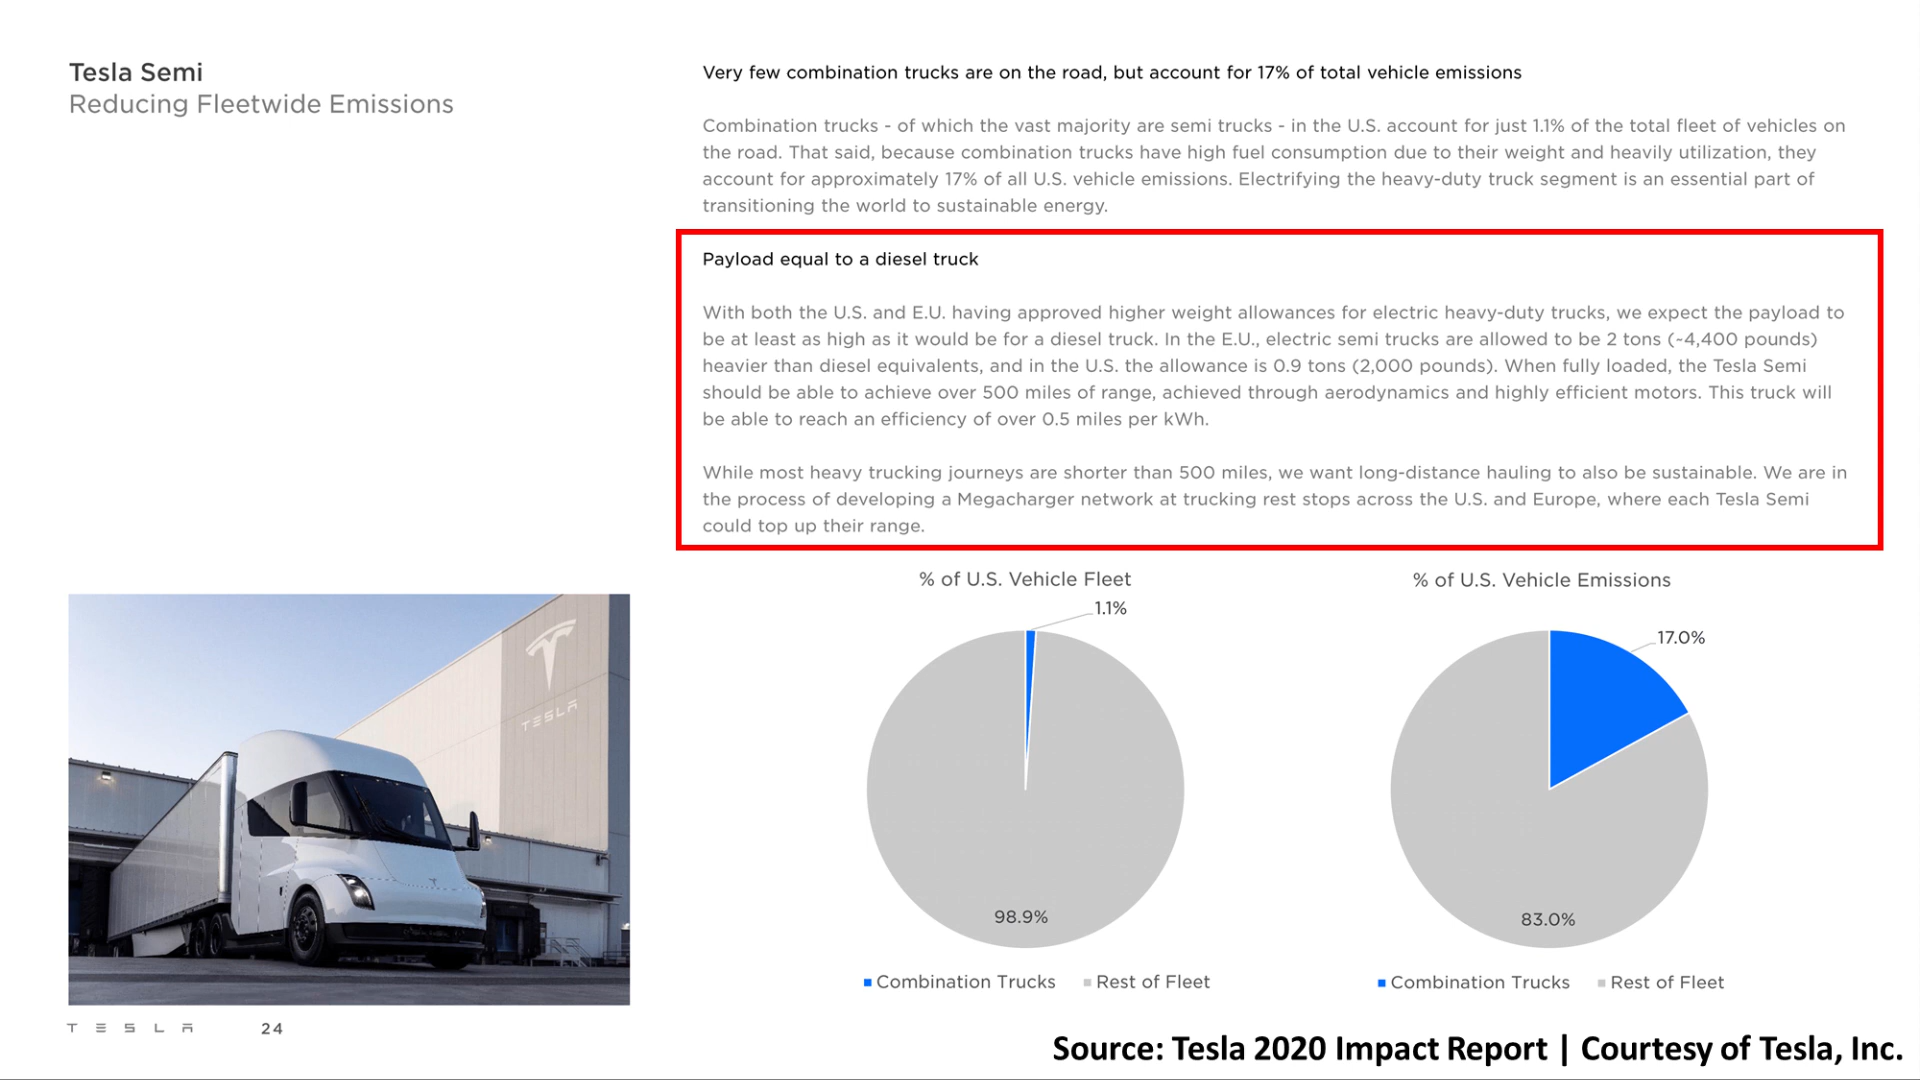 Tesla Semi
Reducing Fleetwide Emissions
Very few combination trucks are on the road, but account for 17% of total vehicle emissions
Combination trucks - of which the vast majority are semi trucks - in the U.S. account for just 1.1% of the total fleet of vehicles on
the road. That said, because combination trucks have high fuel consumption due to their weight and heavily utilization, they
account for approximately 17% of all U.S. vehicle emissions. Electrifying the heavy-duty truck segment is an essential part of
transitioning the world to sustainable energy.
Payload equal to a diesel truck
With both the U.S. and E.U. having approved higher weight allowances for electric heavy-duty trucks, we expect the payload to
be at least as high as it would be for a diesel truck. In the E.U., electric semi trucks are allowed to be 2 tons (~4,400 pounds)
heavier than diesel equivalents, and in the U.S. the allowance is 0.9 tons (2,000 pounds). When fully loaded, the Tesla Semi
should be able to achieve over 500 miles of range, achieved through aerodynamics and highly efficient motors. This truck will
be able to reach an efficiency of over 0.5 miles per kWh.
While most heavy trucking journeys are shorter than 500 miles, we want long-distance hauling to also be sustainable. We are in
the process of developing a Megacharger network at trucking rest stops across the U.S. and Europe, where each Tesla Semi
could top up their range.
% of U.S. Vehicle Fleet
1.1%
98.9%
Combination Trucks
Rest of Fleet
% of U.S. Vehicle Emissions
17.0%
83.0%
Combination Trucks
Rest of Fleet
TESLA
TESLA
24
Source: Tesla 2020 Impact Report | Courtesy of Tesla, Inc.